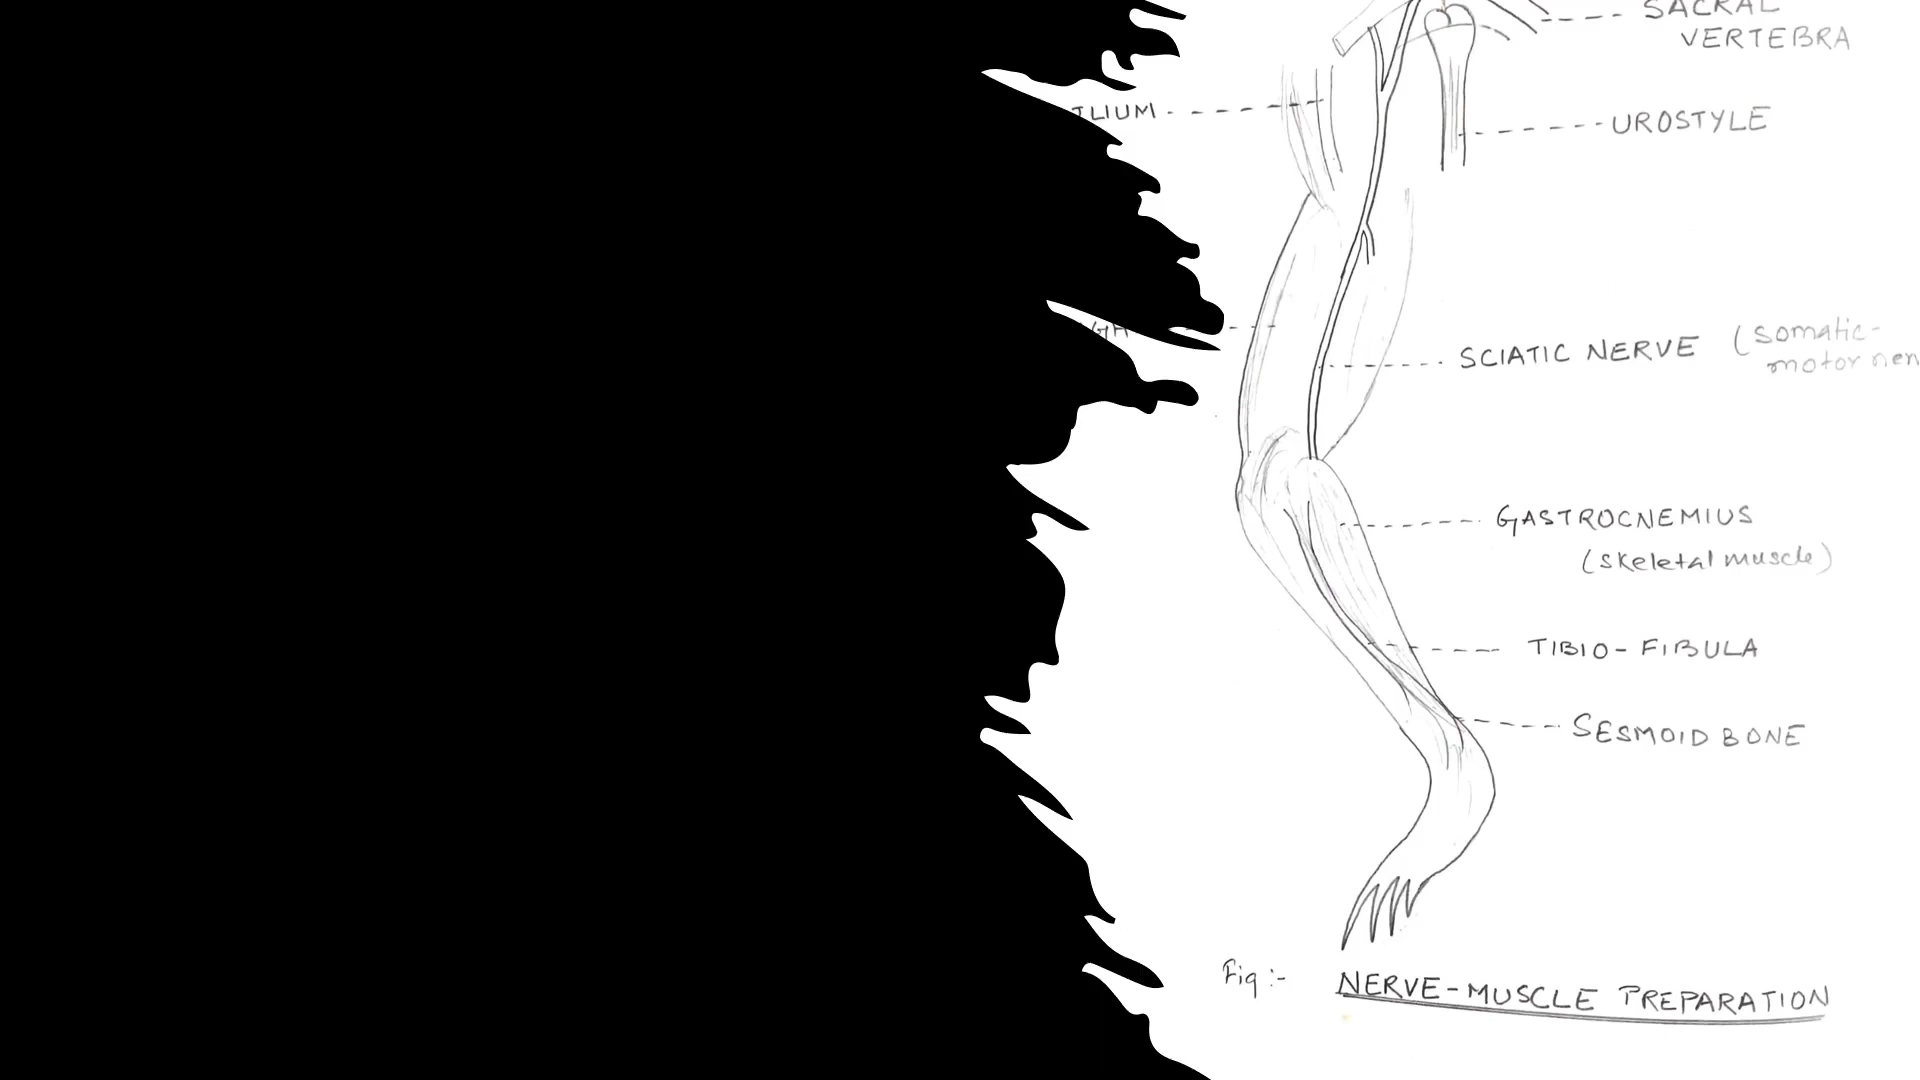 SACRAL
VERTEBRA
ILIUM
UROSTYLE
SCIATIC NERVE (somatic-
motor
GASTROCNEMIUS
(skeletal muscle)
TIBIO-FIBULA
SESMOID BONE
Fig :- NERVE-MUSCLE PREPARATION